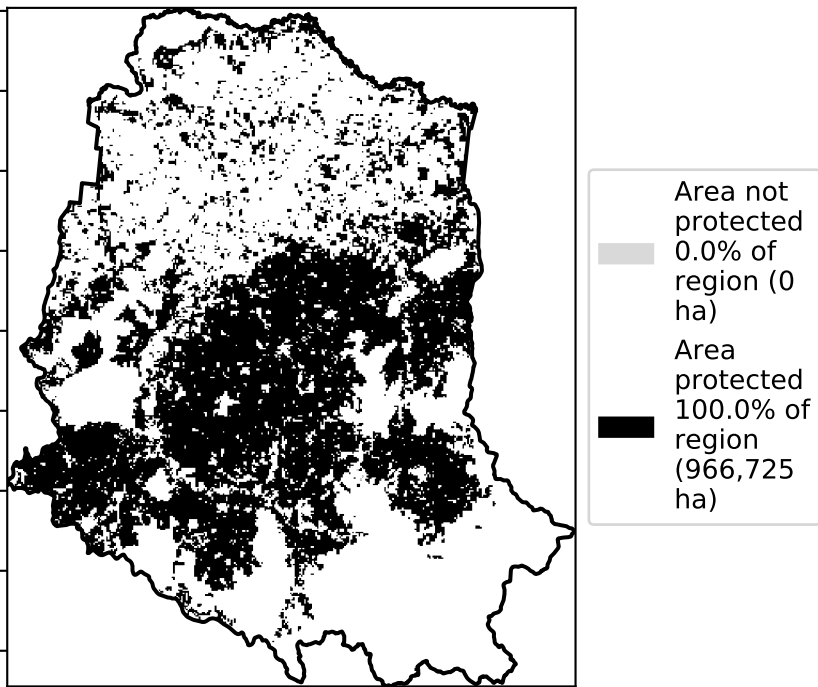 Area not
protected
0.0% of
region (0
ha)
Area
protected
100.0% of
region
(966,725
ha)